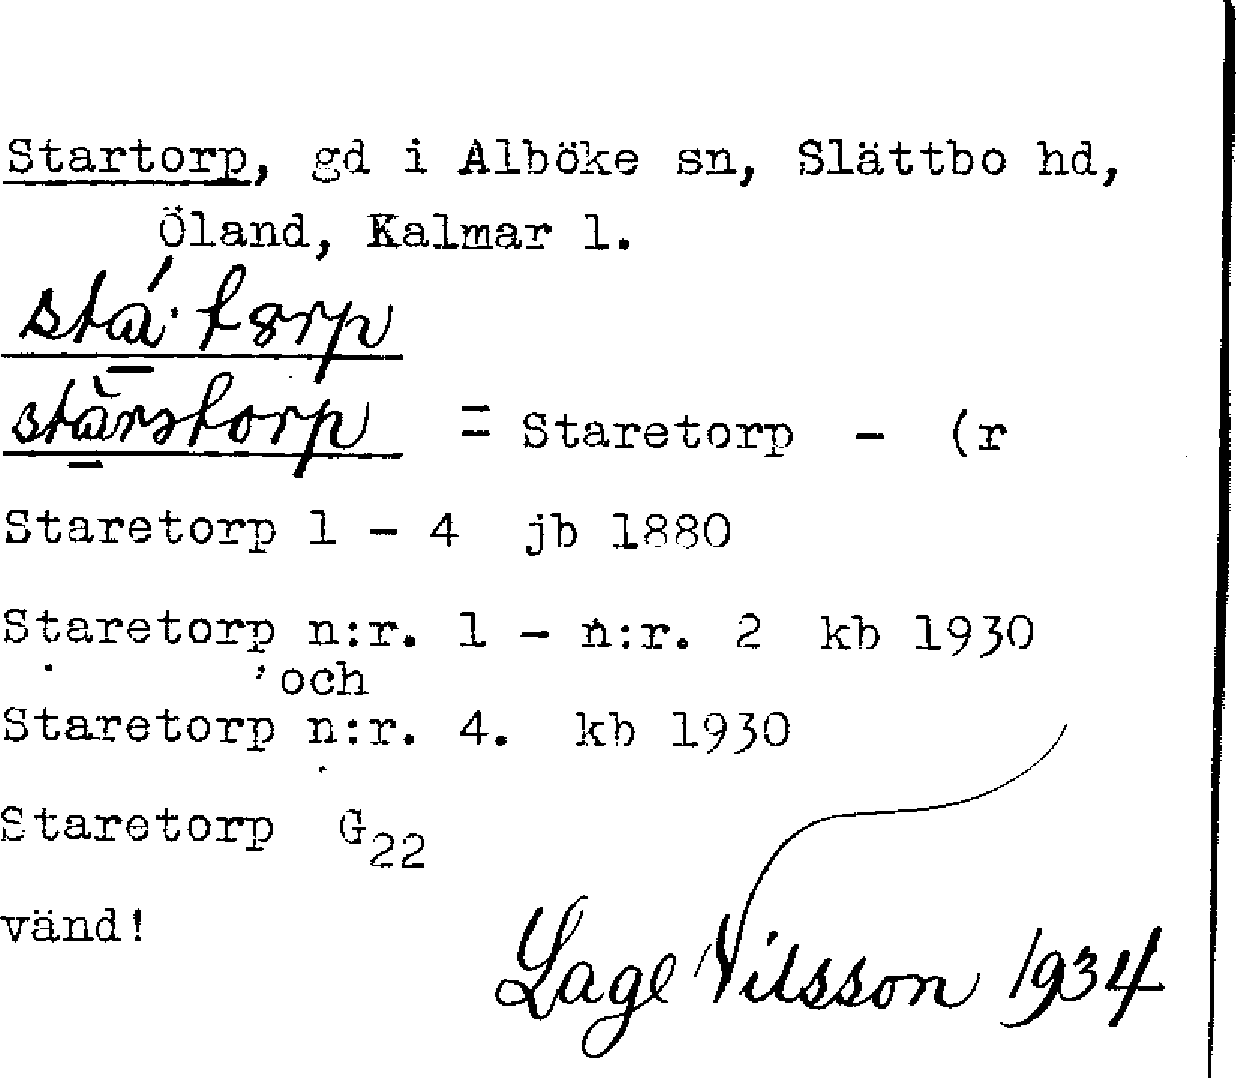 Startorp, gd i Alböke sn, Slättbo hd,
Öland, Kalmar l.
stá·torp
stàrstorp = Staretorp - (r
Staretorp 1 - 4 jb 1880
Staretorp n:r. 1 - n:r. 2 kb 1930
och
Staretorp n:r. 4. kb 1930
Staretorp G22
vänd!
Lage Nilsson 1934